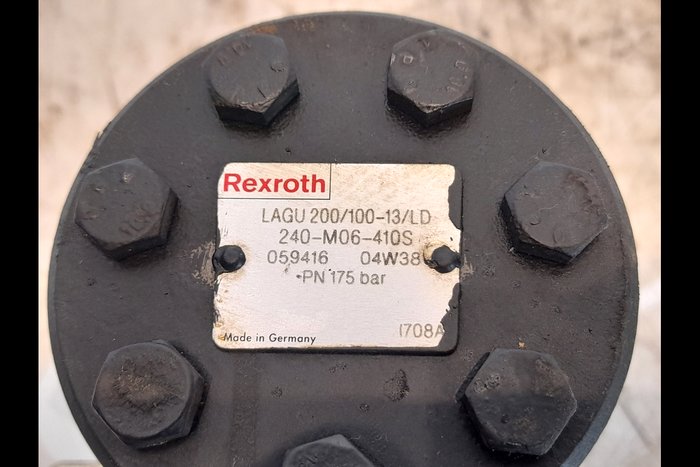 Rexroth
LAGU 200/100-13/LD
240-M06-410S
059416 04W38
PN 175 bar
Made in Germany
1708A